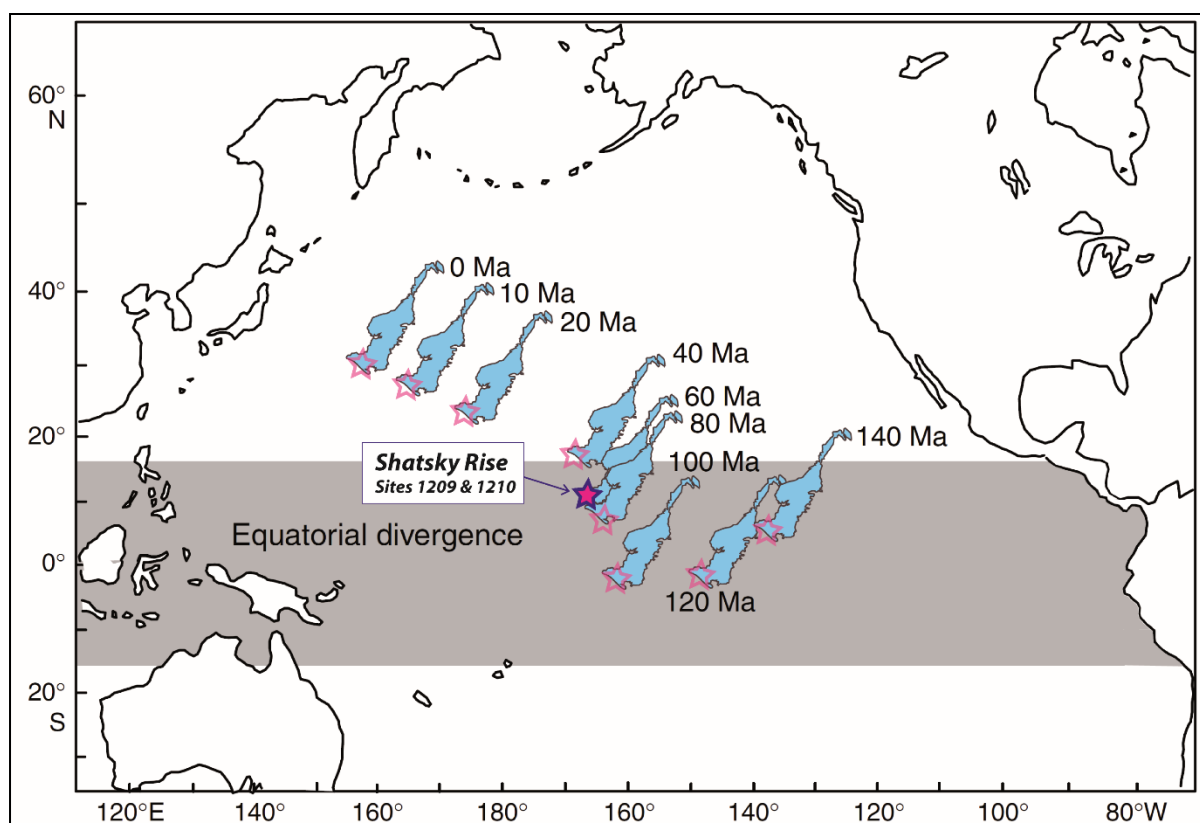 60°
N
40°
20°
0°
20°
S
0 Ma
10 Ma
20 Ma
40 Ma
60 Ma
80 Ma
100 Ma
140 Ma
120 Ma
Shatsky Rise
Sites 1209 & 1210
Equatorial divergence
120°E 140° 160° 180° 160° 140° 120° 100° 80°W